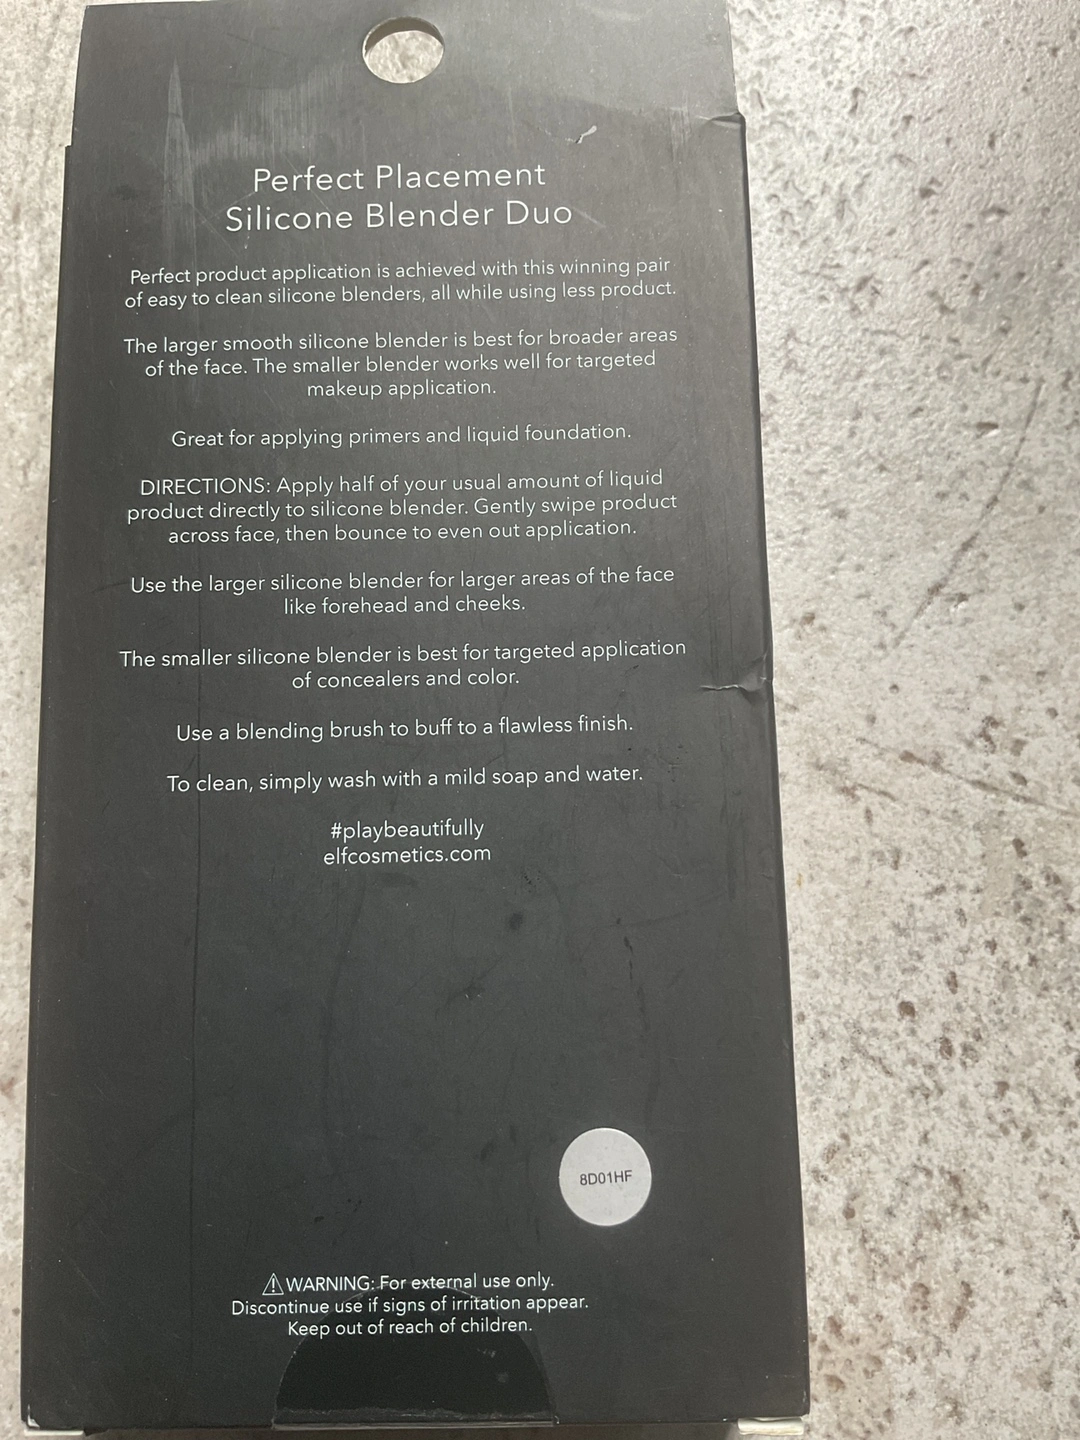 Perfect Placement
Silicone Blender Duo
Perfect product application is achieved with this winning pair
of easy to clean silicone blenders, all while using less product.
The larger smooth silicone blender is best for broader areas
of the face. The smaller blender works well for targeted
makeup application.
Great for applying primers and liquid foundation.
DIRECTIONS: Apply half of your usual amount of liquid
product directly to silicone blender. Gently swipe product
across face, then bounce to even out application.
Use the larger silicone blender for larger areas of the face
like forehead and cheeks.
The smaller silicone blender is best for targeted application
of concealers and color.
Use a blending brush to buff to a flawless finish.
To clean, simply wash with a mild soap and water.
#playbeautifully
elfcosmetics.com
8D01HF
⚠WARNING: For external use only.
Discontinue use if signs of irritation appear.
Keep out of reach of children.